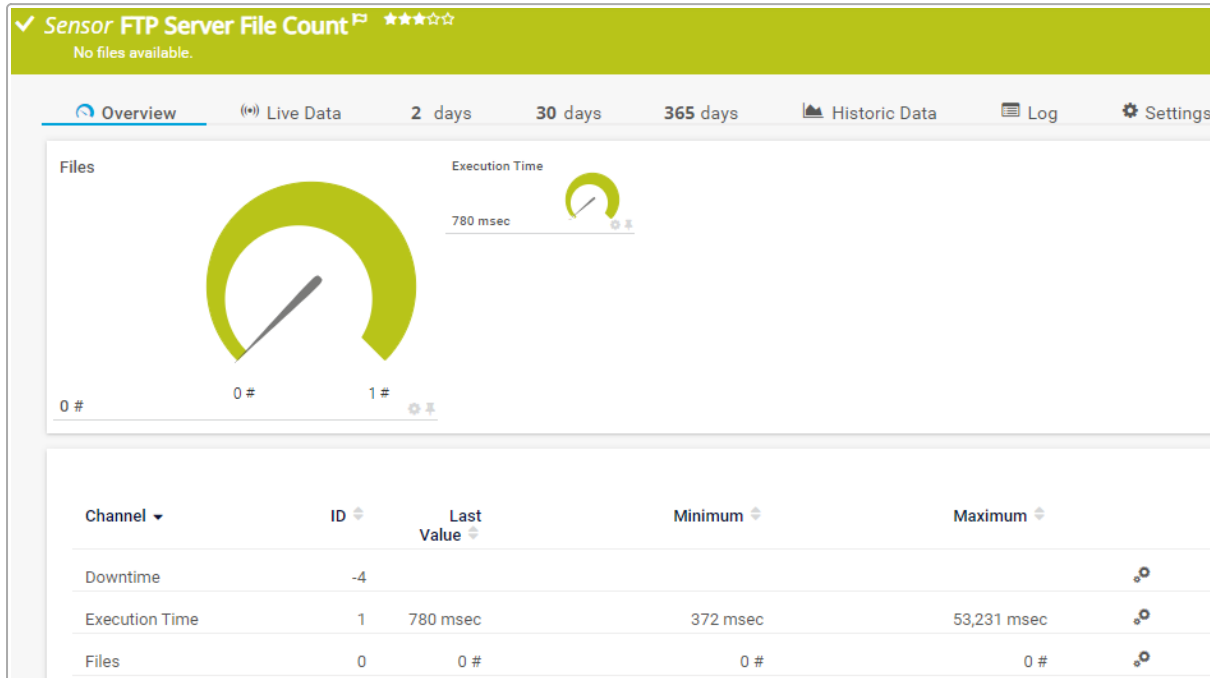 Sensor FTP Server File Count
No files available.
Overview Live Data 2 days 30 days 365 days Historic Data Log Settings
Files
Execution Time
780 msec
0 # 1 #
0 #
Channel ID Last Value Minimum Maximum
Downtime -4
Execution Time 1 780 msec 372 msec 53,231 msec
Files 0 0 # 0 # 0 #